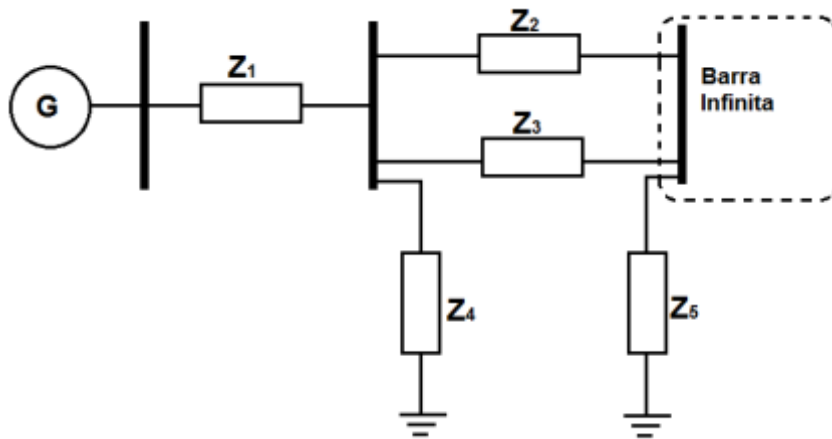 Z₂
Z₁
Barra
Infinita
G
Z₃
Z₄
Z₅